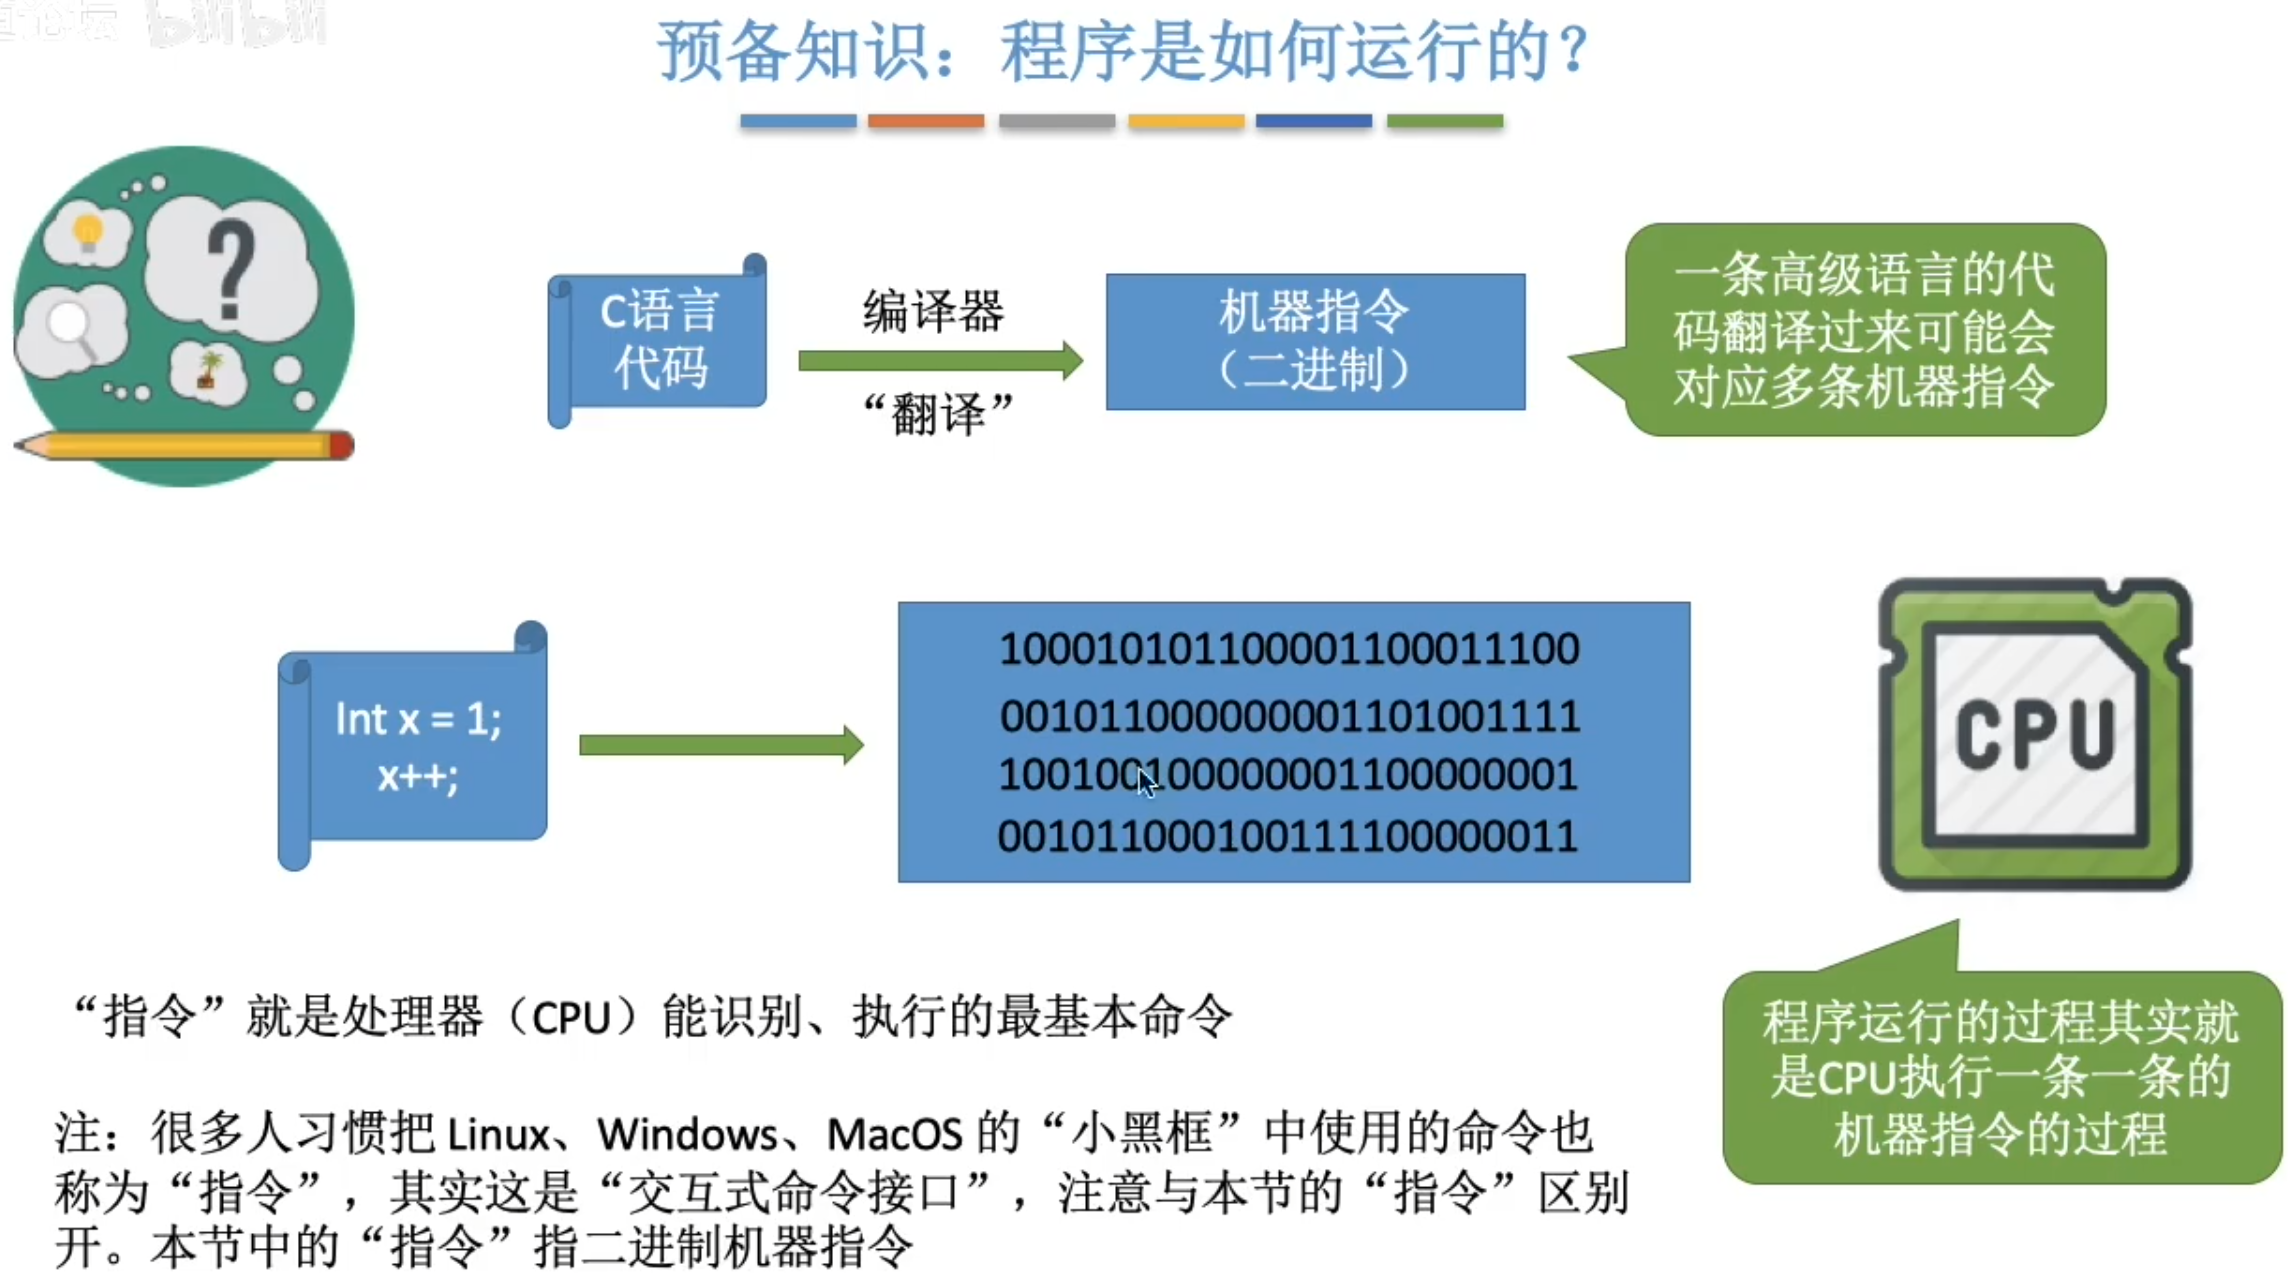 bilibili
预备知识：程序是如何运行的？
C语言
代码
编译器
“翻译”
机器指令
（二进制）
一条高级语言的代
码翻译过来可能会
对应多条机器指令
Int x = 1;
x++;
100010101100001100011100
001011000000001101001111
100100100000001100000001
001011000100111100000011
CPU
“指令”就是处理器（CPU）能识别、执行的最基本命令
程序运行的过程其实就
是CPU执行一条一条的
机器指令的过程
注：很多人习惯把 Linux、Windows、MacOS 的“小黑框”中使用的命令也
称为“指令”，其实这是“交互式命令接口”，注意与本节的“指令”区别
开。本节中的“指令”指二进制机器指令